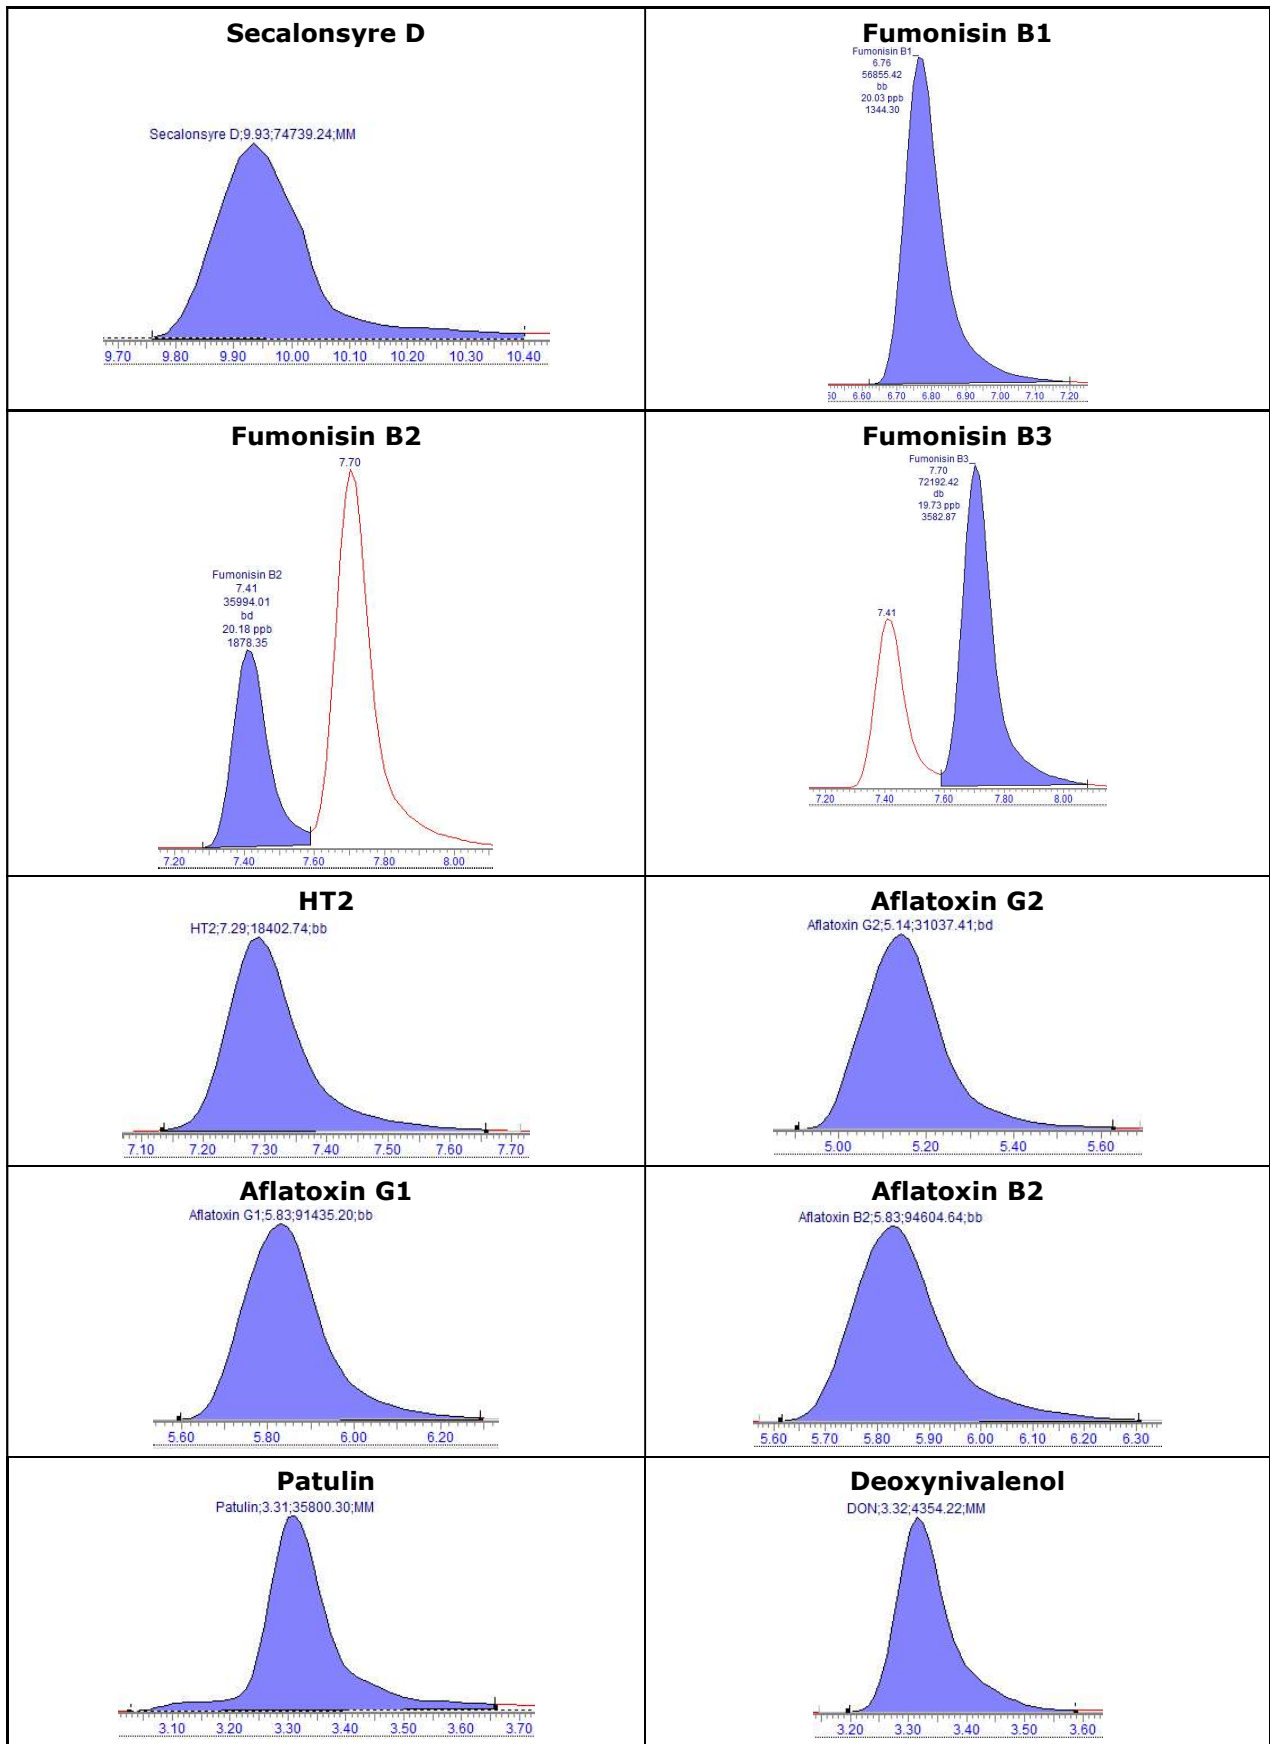 Secalonsyre D
Secalonsyre D;9.93;74739.24;MM
9.70 9.80 9.90 10.00 10.10 10.20 10.30 10.40
Fumonisin B1
Fumonisin B1
6.76
56855.42
bb
20.03 ppb
1344.30
50 6.60 6.70 6.80 6.90 7.00 7.10 7.20
Fumonisin B2
7.70
Fumonisin B2
7.41
35994.01
bd
20.18 ppb
1878.35
7.20 7.40 7.60 7.80 8.00
Fumonisin B3
Fumonisin B3
7.70
72192.42
db
19.73 ppb
3582.87
7.41
7.20 7.40 7.60 7.80 8.00
HT2
HT2;7.29;18402.74;bb
7.10 7.20 7.30 7.40 7.50 7.60 7.70
Aflatoxin G2
Aflatoxin G2;5.14;31037.41;bd
5.00 5.20 5.40 5.60
Aflatoxin G1
Aflatoxin G1;5.83;91435.20;bb
5.60 5.80 6.00 6.20
Aflatoxin B2
Aflatoxin B2;5.83;94604.64;bb
5.60 5.70 5.80 5.90 6.00 6.10 6.20 6.30
Patulin
Patulin;3.31;35800.30;MM
3.10 3.20 3.30 3.40 3.50 3.60 3.70
Deoxynivalenol
DON;3.32;4354.22;MM
3.20 3.30 3.40 3.50 3.60